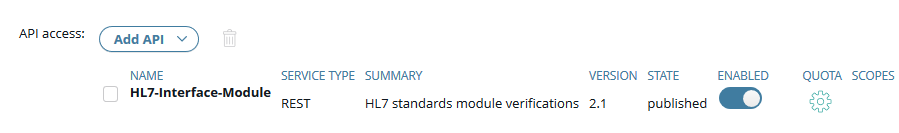 API access: Add API
NAME SERVICE TYPE SUMMARY VERSION STATE ENABLED QUOTA SCOPES
HL7-Interface-Module REST HL7 standards module verifications 2.1 published